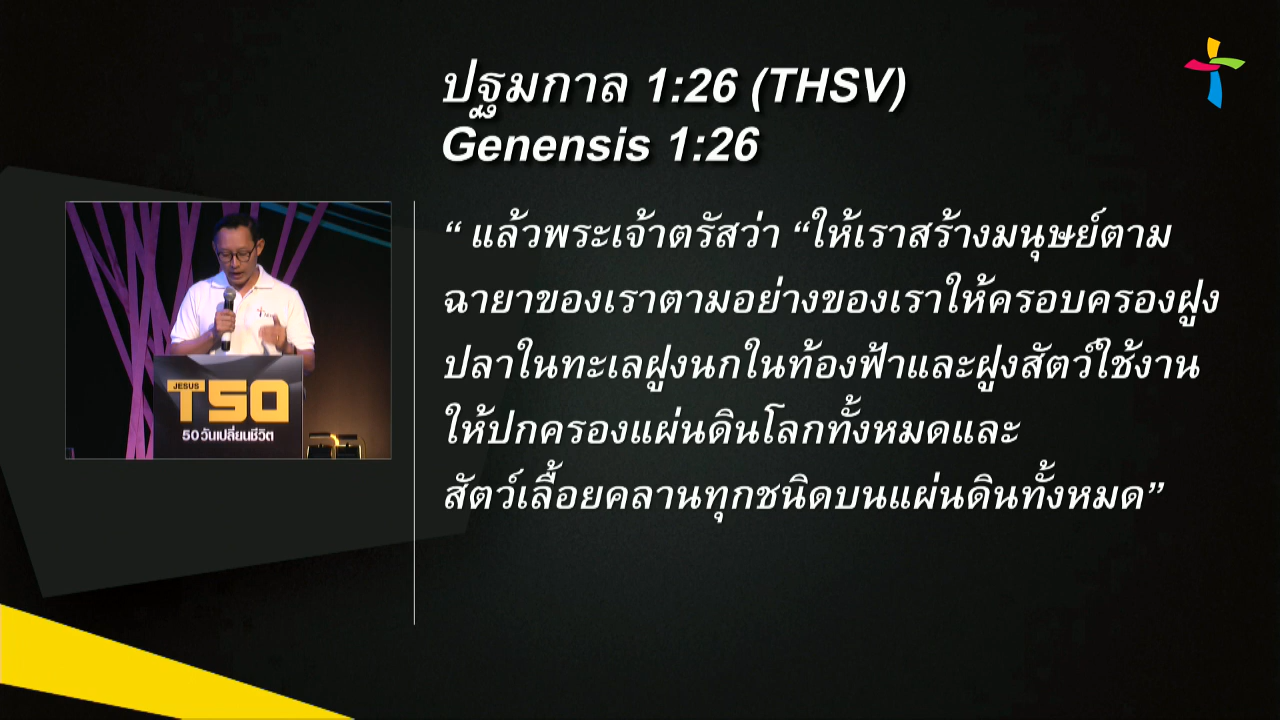 ปฐมกาล 1:26 (THSV)
Genensis 1:26
“ แล้วพระเจ้าตรัสว่า “ให้เราสร้างมนุษย์ตาม
ฉายาของเราตามอย่างของเราให้ครอบครองฝูง
ปลาในทะเลฝูงนกในท้องฟ้าและฝูงสัตว์ใช้งาน
ให้ปกครองแผ่นดินโลกทั้งหมดและ
สัตว์เลื้อยคลานทุกชนิดบนแผ่นดินทั้งหมด”
JESUS
T50
50วันเปลี่ยนชีวิต